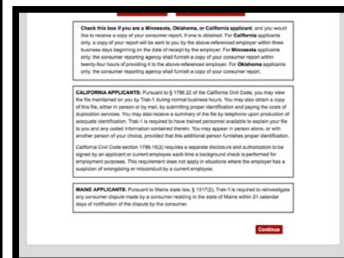 Check this box if you are a Minnesota, Oklahoma, or California applicant, and you would
like to receive a copy of your consumer report, if one is obtained. For California applicants
only: a copy of your report will be sent to you by the above-referenced employer within three
business days beginning on the date of receipt by the employer. For Minnesota applicants
only: the consumer reporting agency shall furnish a copy of your consumer report within
twenty-four hours of providing it to the above-referenced employer. For Oklahoma applicants
only: the consumer reporting agency shall furnish a copy of your consumer report.
CALIFORNIA APPLICANTS: Pursuant to § 1786.22 of the California Civil Code, you may view
the file maintained on you by Trak-1 during normal business hours. You may also obtain a copy
of this file, either in person or by mail, by submitting proper identification and paying the costs of
duplication services. You may also receive a summary of the file by telephone upon production of
adequate identification. Trak-1 is required to have trained personnel available to explain your file
to you and any coded information contained therein. You may appear in person alone, or with
another person of your choice, provided that this additional person furnishes proper identification.
California Civil Code section 1786.16(2) requires a separate disclosure and authorization to be
signed by an applicant or current employee each time a background check is performed for
employment purposes. This requirement does not apply in situations where the employer has a
suspicion of wrongdoing or misconduct by a current employee.
MAINE APPLICANTS: Pursuant to Maine state law, § 1317(2), Trak-1 is required to reinvestigate
any consumer dispute made by a consumer residing in the state of Maine within 21 calendar
days of notification of the dispute by the consumer.
Continue